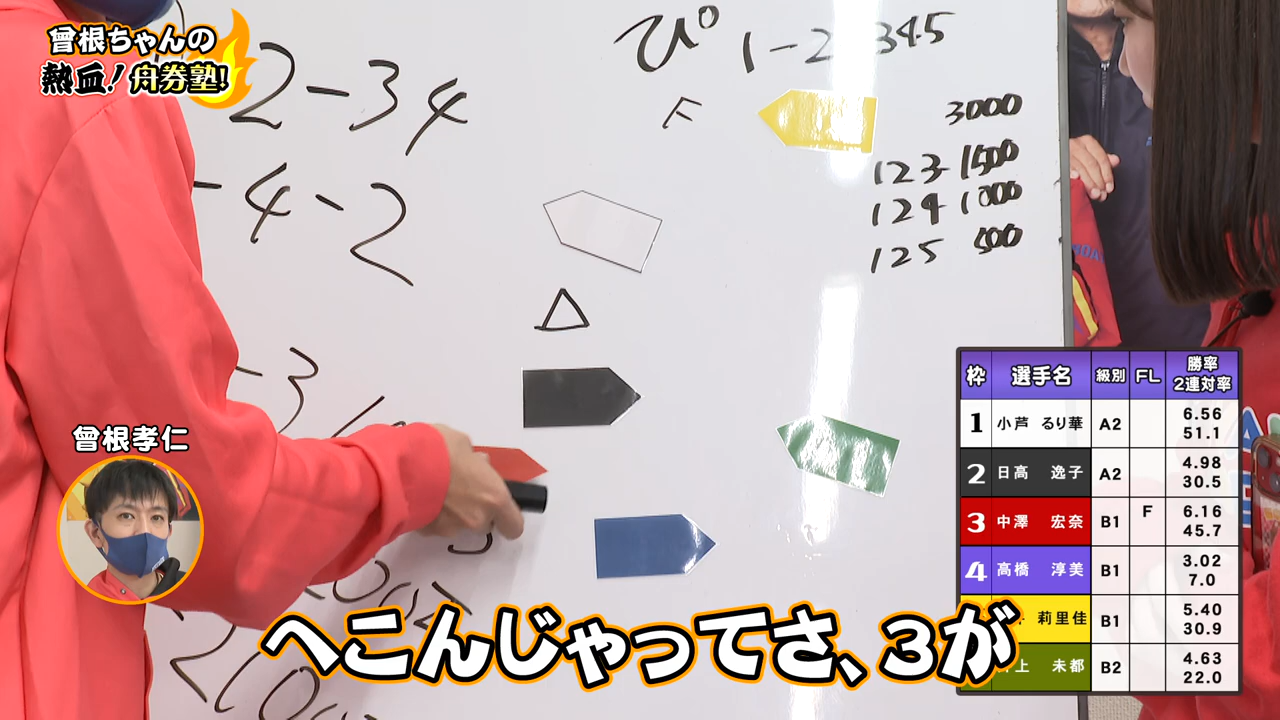 曾根ちゃんの
熱血！舟券塾！
2-34
-4-2
-3
ぴ 1-2 345
F
3000
123 1500
124 1000
125 500
△
曾根孝仁
枠 選手名 級別 FL 勝率 2連対率
1 小芦 るり華 A2 6.56 51.1
2 日高 逸子 A2 4.98 30.5
3 中澤 宏奈 B1 F 6.16 45.7
4 高橋 淳美 B1 3.02 7.0
莉里佳 B1 5.40 30.9
上 未都 B2 4.63 22.0
へこんじゃってさ、3が